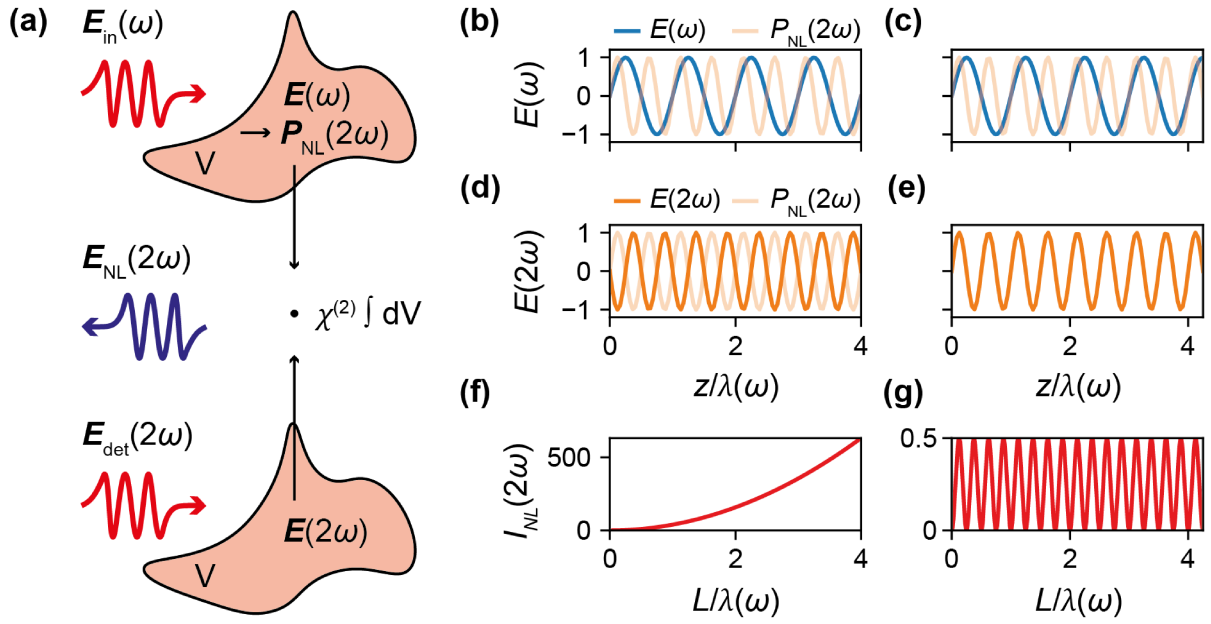 (a)
E_in(ω)
E(ω)
P_NL(2ω)
V
E_NL(2ω)
χ⁽²⁾ ∫ dV
E_det(2ω)
E(2ω)
V
(b)
E(ω) P_NL(2ω)
E(ω)
1
0
−1
(c)
(d)
E(2ω) P_NL(2ω)
E(2ω)
1
0
−1
0 2 4
z/λ(ω)
(e)
0 2 4
z/λ(ω)
(f)
I_NL(2ω)
500
0
0 2 4
L/λ(ω)
(g)
0.5
0
0 2 4
L/λ(ω)